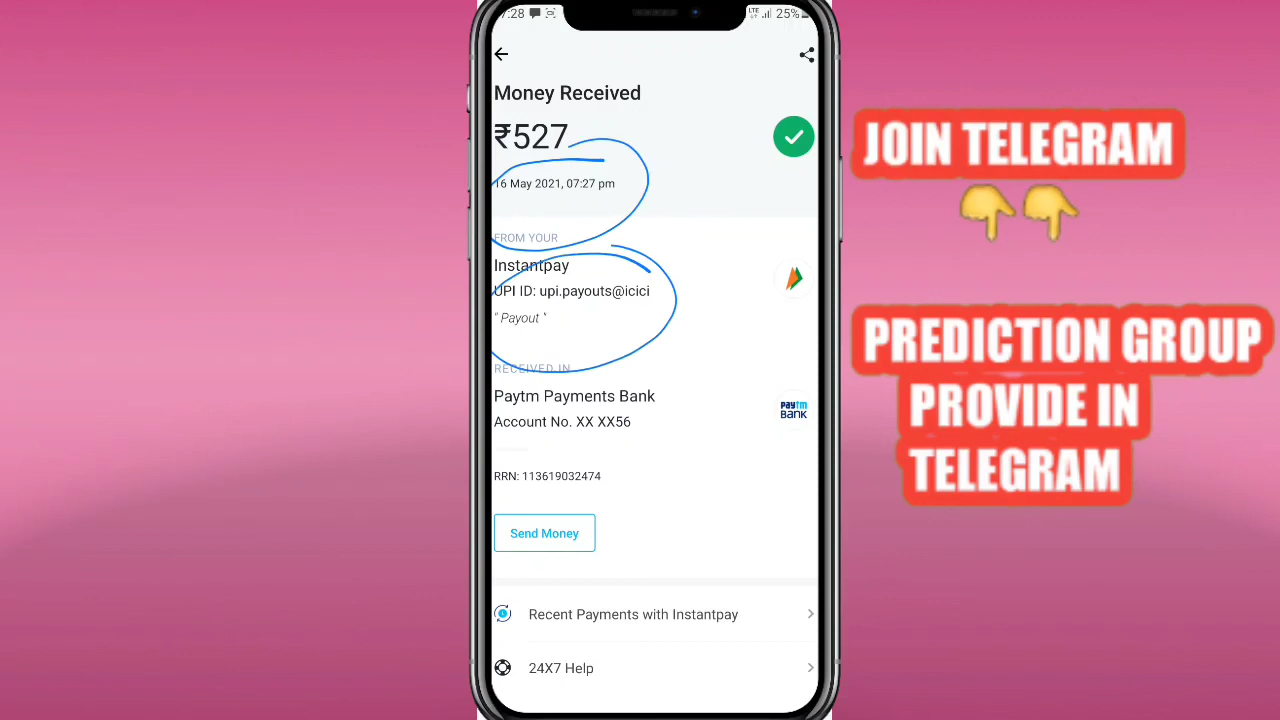 7:28
LTE
25%
Money Received
₹527
16 May 2021, 07:27 pm
FROM YOUR
Instantpay
UPI ID: upi.payouts@icici
" Payout "
RECEIVED IN
Paytm Payments Bank
Account No. XX XX56
paytm
BANK
RRN: 113619032474
Send Money
Recent Payments with Instantpay
24X7 Help
JOIN TELEGRAM
PREDICTION GROUP
PROVIDE IN
TELEGRAM